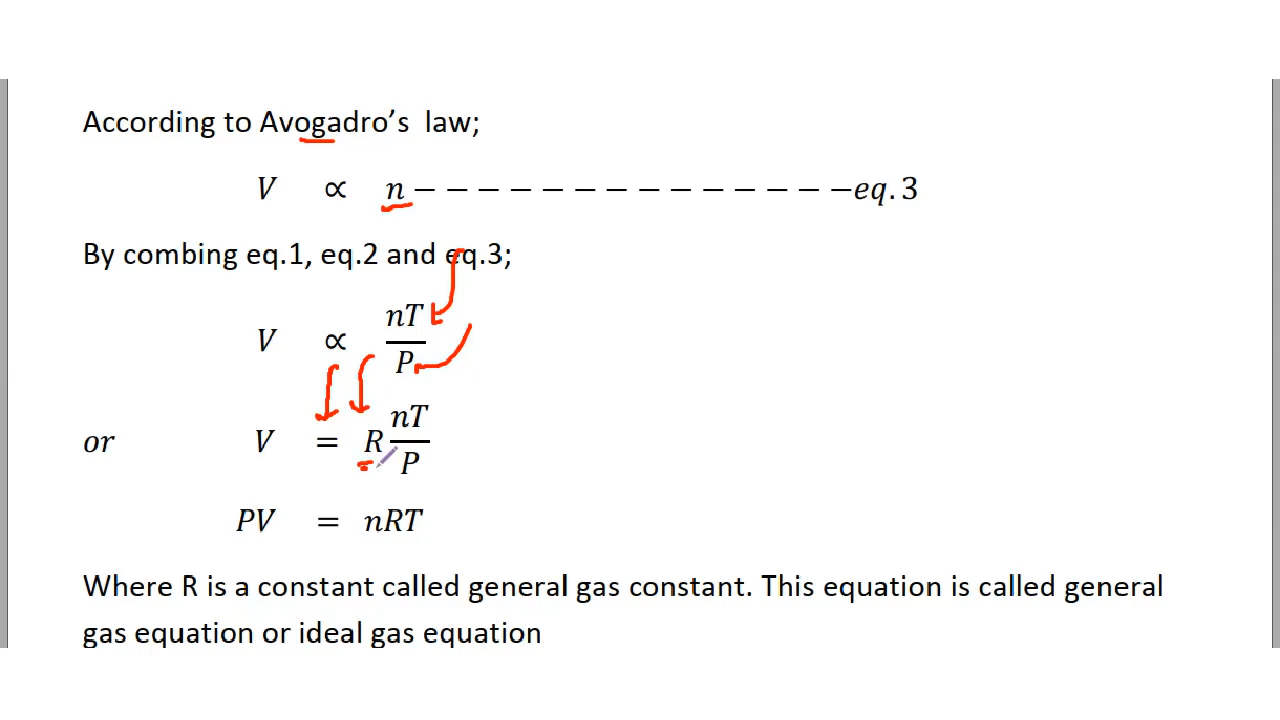 According to Avogadro's law;
V ∝ n − − − − − − − − − − − − − − eq. 3
By combing eq.1, eq.2 and eq.3;
V ∝ nT/P
or V = R nT/P
PV = nRT
Where R is a constant called general gas constant. This equation is called general
gas equation or ideal gas equation